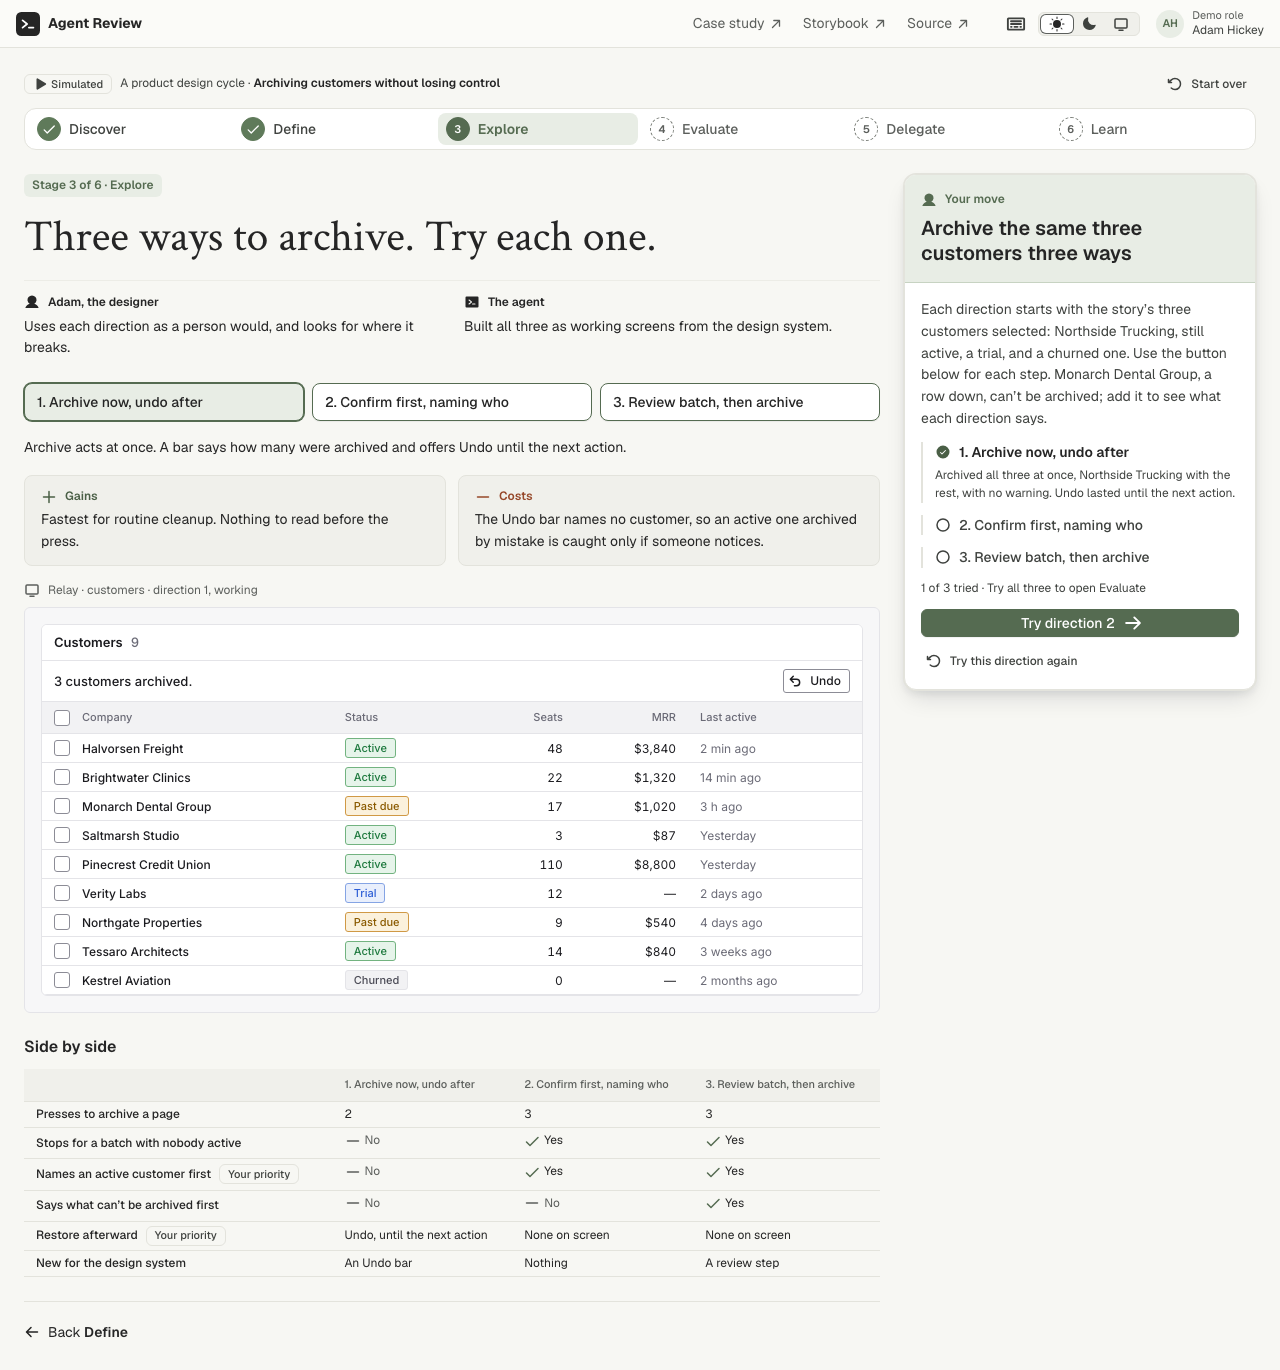 Agent Review
Case study
Storybook
Source
AH
Demo role
Adam Hickey
Simulated
A product design cycle · Archiving customers without losing control
Start over
Discover
Define
3 Explore
4 Evaluate
5 Delegate
6 Learn
Stage 3 of 6 · Explore
Three ways to archive. Try each one.
Adam, the designer
Uses each direction as a person would, and looks for where it
breaks.
The agent
Built all three as working screens from the design system.
1. Archive now, undo after
2. Confirm first, naming who
3. Review batch, then archive
Archive acts at once. A bar says how many were archived and offers Undo until the next action.
Gains
Fastest for routine cleanup. Nothing to read before the
press.
Costs
The Undo bar names no customer, so an active one archived
by mistake is caught only if someone notices.
Relay · customers · direction 1, working
Customers 9
3 customers archived.
Undo
Company Status Seats MRR Last active
Halvorsen Freight Active 48 $3,840 2 min ago
Brightwater Clinics Active 22 $1,320 14 min ago
Monarch Dental Group Past due 17 $1,020 3 h ago
Saltmarsh Studio Active 3 $87 Yesterday
Pinecrest Credit Union Active 110 $8,800 Yesterday
Verity Labs Trial 12 — 2 days ago
Northgate Properties Past due 9 $540 4 days ago
Tessaro Architects Active 14 $840 3 weeks ago
Kestrel Aviation Churned 0 — 2 months ago
Side by side
1. Archive now, undo after 2. Confirm first, naming who 3. Review batch, then archive
Presses to archive a page 2 3 3
Stops for a batch with nobody active No Yes Yes
Names an active customer first Your priority No Yes Yes
Says what can’t be archived first No No Yes
Restore afterward Your priority Undo, until the next action None on screen None on screen
New for the design system An Undo bar Nothing A review step
Back Define
Your move
Archive the same three
customers three ways
Each direction starts with the story’s three
customers selected: Northside Trucking, still
active, a trial, and a churned one. Use the button
below for each step. Monarch Dental Group, a
row down, can’t be archived; add it to see what
each direction says.
1. Archive now, undo after
Archived all three at once, Northside Trucking with the
rest, with no warning. Undo lasted until the next action.
2. Confirm first, naming who
3. Review batch, then archive
1 of 3 tried · Try all three to open Evaluate
Try direction 2
Try this direction again